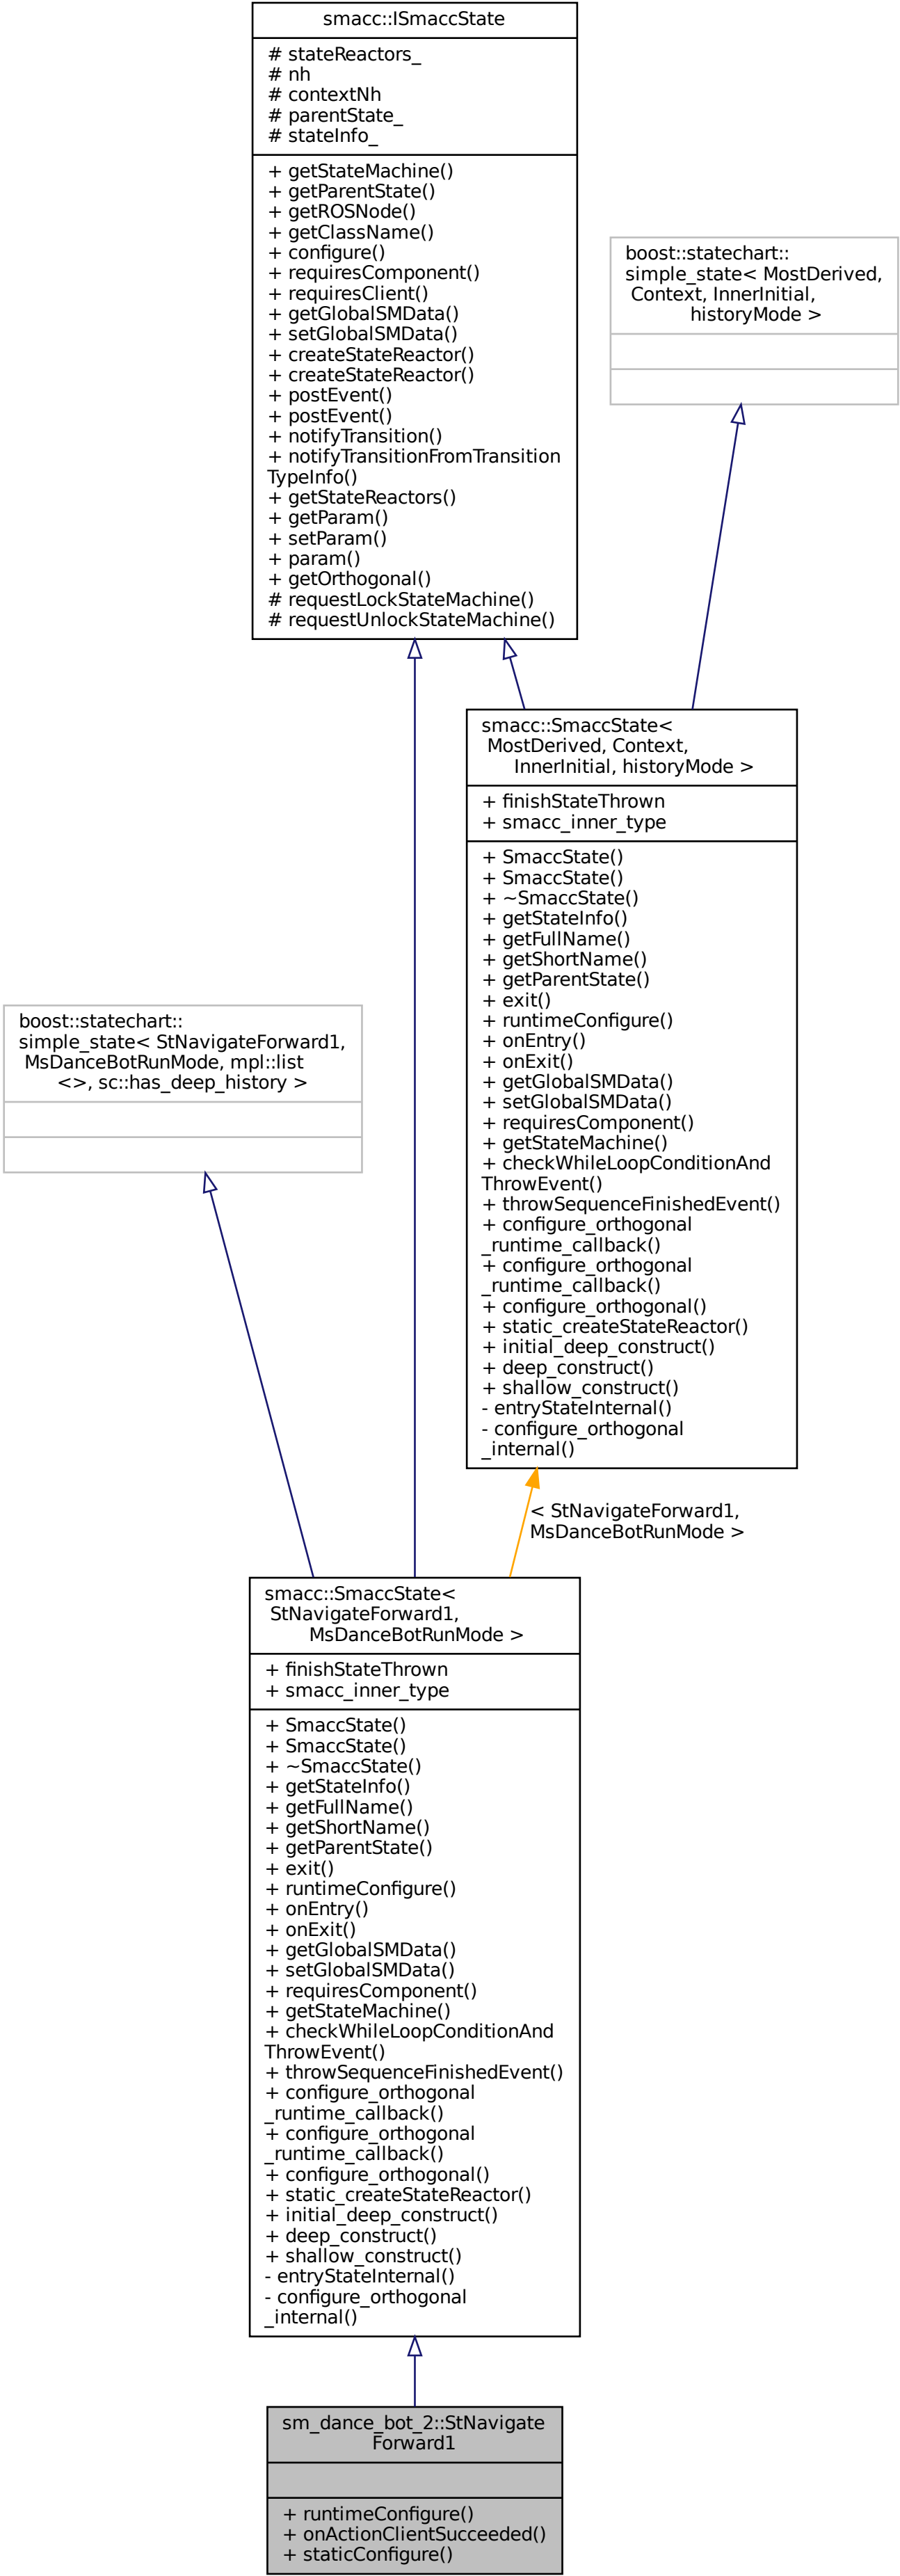 smacc::ISmaccState
# stateReactors_
# nh
# contextNh
# parentState_
# stateInfo_
+ getStateMachine()
+ getParentState()
+ getROSNode()
+ getClassName()
+ configure()
+ requiresComponent()
+ requiresClient()
+ getGlobalSMData()
+ setGlobalSMData()
+ createStateReactor()
+ createStateReactor()
+ postEvent()
+ postEvent()
+ notifyTransition()
+ notifyTransitionFromTransition
TypeInfo()
+ getStateReactors()
+ getParam()
+ setParam()
+ param()
+ getOrthogonal()
# requestLockStateMachine()
# requestUnlockStateMachine()
boost::statechart::
simple_state< MostDerived,
Context, InnerInitial,
historyMode >
smacc::SmaccState<
MostDerived, Context,
InnerInitial, historyMode >
+ finishStateThrown
+ smacc_inner_type
+ SmaccState()
+ SmaccState()
+ ~SmaccState()
+ getStateInfo()
+ getFullName()
+ getShortName()
+ getParentState()
+ exit()
+ runtimeConfigure()
+ onEntry()
+ onExit()
+ getGlobalSMData()
+ setGlobalSMData()
+ requiresComponent()
+ getStateMachine()
+ checkWhileLoopConditionAnd
ThrowEvent()
+ throwSequenceFinishedEvent()
+ configure_orthogonal
_runtime_callback()
+ configure_orthogonal
_runtime_callback()
+ configure_orthogonal()
+ static_createStateReactor()
+ initial_deep_construct()
+ deep_construct()
+ shallow_construct()
- entryStateInternal()
- configure_orthogonal
_internal()
boost::statechart::
simple_state< StNavigateForward1,
MsDanceBotRunMode, mpl::list
<>, sc::has_deep_history >
< StNavigateForward1,
MsDanceBotRunMode >
smacc::SmaccState<
StNavigateForward1,
MsDanceBotRunMode >
+ finishStateThrown
+ smacc_inner_type
+ SmaccState()
+ SmaccState()
+ ~SmaccState()
+ getStateInfo()
+ getFullName()
+ getShortName()
+ getParentState()
+ exit()
+ runtimeConfigure()
+ onEntry()
+ onExit()
+ getGlobalSMData()
+ setGlobalSMData()
+ requiresComponent()
+ getStateMachine()
+ checkWhileLoopConditionAnd
ThrowEvent()
+ throwSequenceFinishedEvent()
+ configure_orthogonal
_runtime_callback()
+ configure_orthogonal
_runtime_callback()
+ configure_orthogonal()
+ static_createStateReactor()
+ initial_deep_construct()
+ deep_construct()
+ shallow_construct()
- entryStateInternal()
- configure_orthogonal
_internal()
sm_dance_bot_2::StNavigate
Forward1
+ runtimeConfigure()
+ onActionClientSucceeded()
+ staticConfigure()